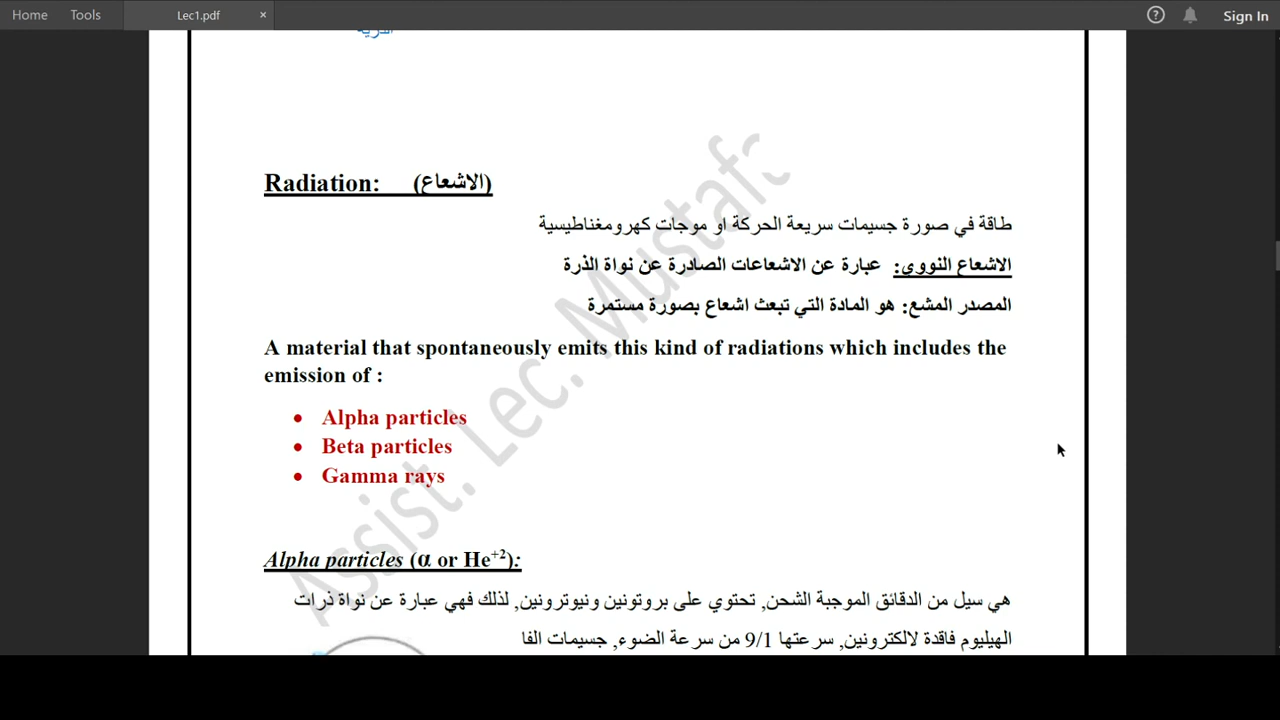 Home Tools Lec1.pdf × ? Sign In
الذرية
Radiation: (الاشعاع)
طاقة في صورة جسيمات سريعة الحركة او موجات كهرومغناطيسية
الاشعاع النووي: عبارة عن الاشعاعات الصادرة عن نواة الذرة
المصدر المشع: هو المادة التي تبعث اشعاع بصورة مستمرة
A material that spontaneously emits this kind of radiations which includes the
emission of :
• Alpha particles
• Beta particles
• Gamma rays
Alpha particles (α or He+2):
هي سيل من الدقائق الموجبة الشحن, تحتوي على بروتونين ونيوترونين, لذلك فهي عبارة عن نواة ذرات
الهيليوم فاقدة لالكترونين, سرعتها 9/1 من سرعة الضوء, جسيمات الفا
Assist. Lec. Mustafa